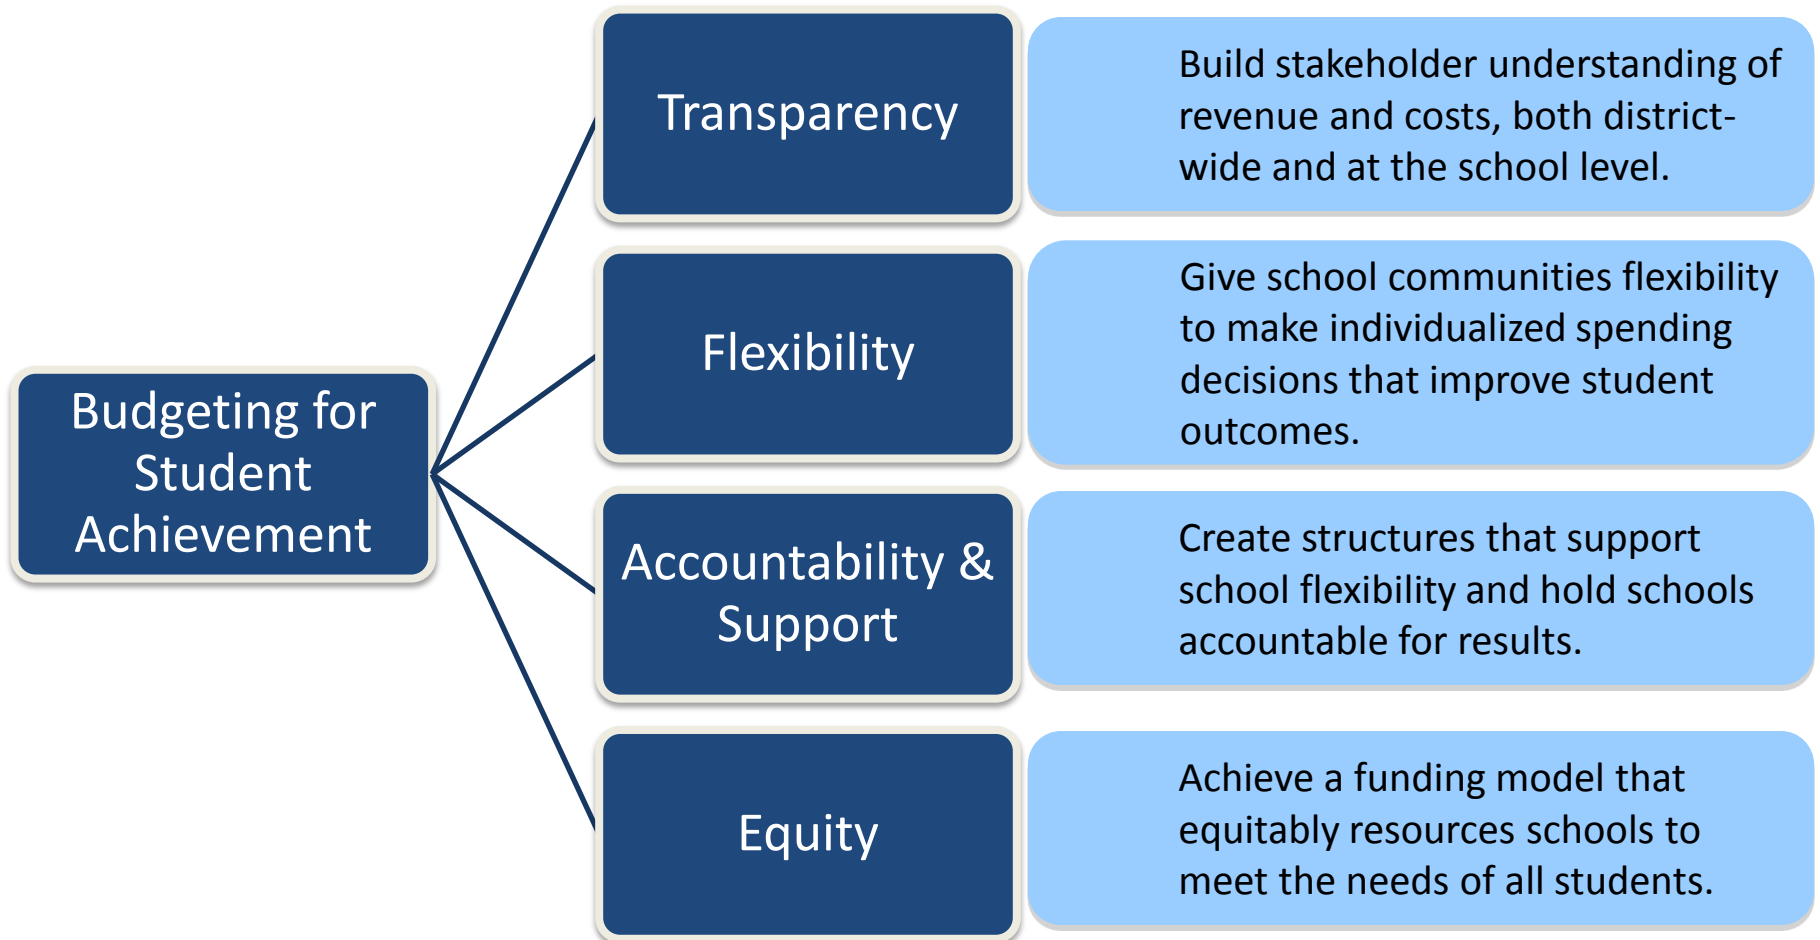 Budgeting for
Student
Achievement
Transparency
Build stakeholder understanding of
revenue and costs, both district-
wide and at the school level.
Flexibility
Give school communities flexibility
to make individualized spending
decisions that improve student
outcomes.
Accountability &
Support
Create structures that support
school flexibility and hold schools
accountable for results.
Equity
Achieve a funding model that
equitably resources schools to
meet the needs of all students.